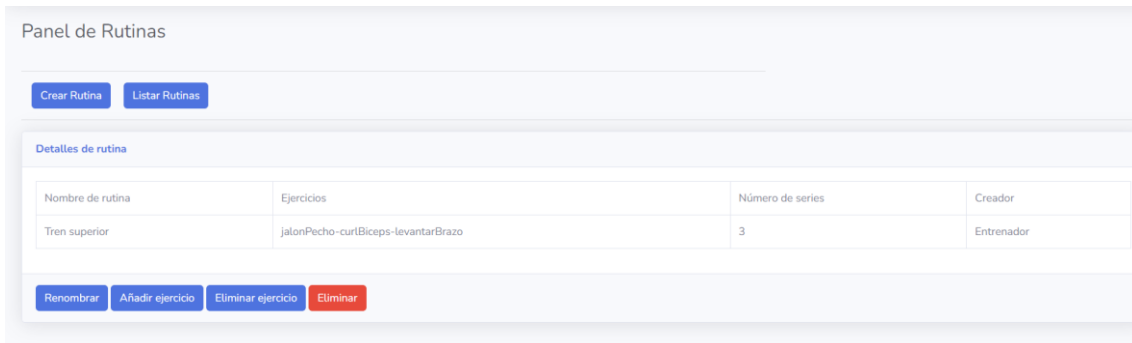 Panel de Rutinas
Crear Rutina Listar Rutinas
Detalles de rutina
Nombre de rutina Ejercicios Número de series Creador
Tren superior jalonPecho-curlBiceps-levantarBrazo 3 Entrenador
Renombrar Añadir ejercicio Eliminar ejercicio Eliminar